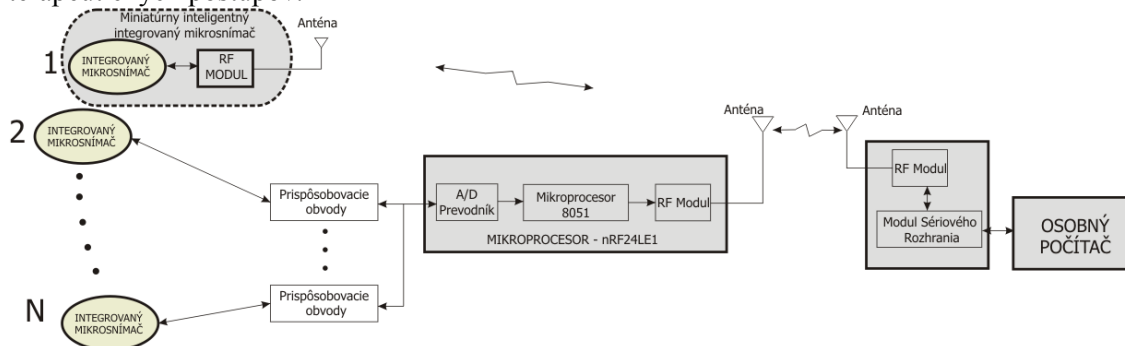 Miniatúrny inteligentný
integrovaný mikrosnímač
Anténa
1
INTEGROVANÝ
MIKROSNÍMAČ
RF
MODUL
2
INTEGROVANÝ
MIKROSNÍMAČ
Anténa
Anténa
Prispôsobovacie
obvody
A/D
Prevodník
Mikroprocesor
8051
RF Modul
MIKROPROCESOR - nRF24LE1
RF Modul
Modul Sériového
Rozhrania
OSOBNÝ
POČÍTAČ
N
INTEGROVANÝ
MIKROSNÍMAČ
Prispôsobovacie
obvody